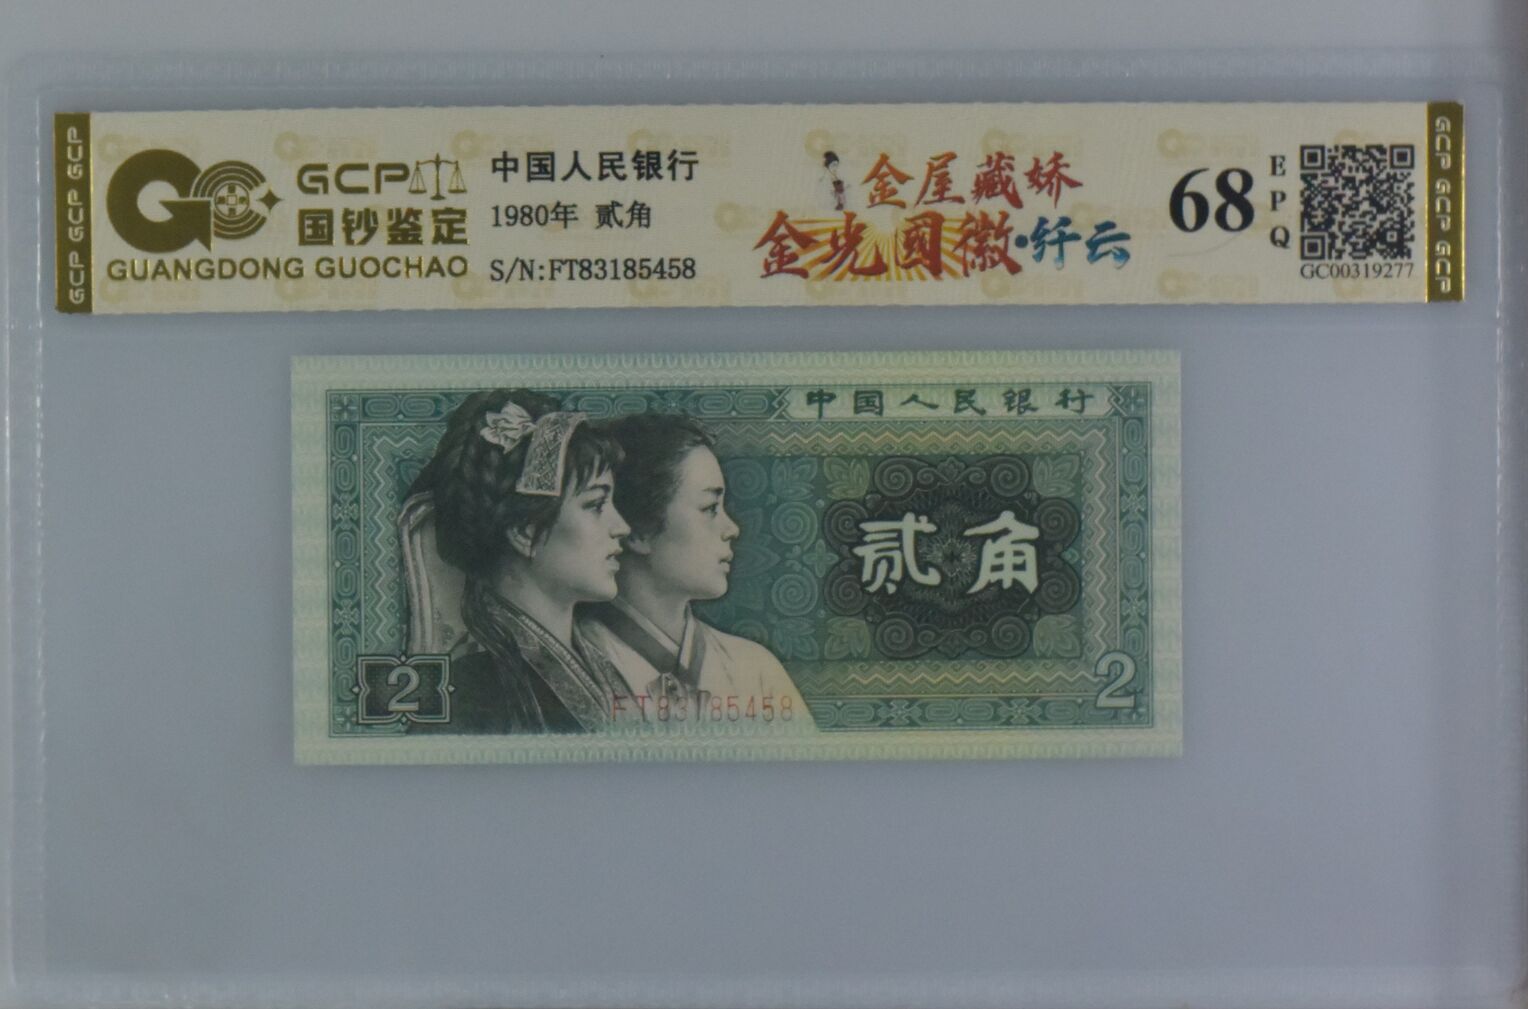 GCP
国钞鉴定
GUANGDONG GUOCHAO
中国人民银行
1980年 贰角
S/N:FT83185458
金屋藏娇
金光國徽·纤云
68
EPQ
GC00319277
GCP GCP GCP
GCP GCP GCP
中国人民银行
贰角
2
2
FT83185458